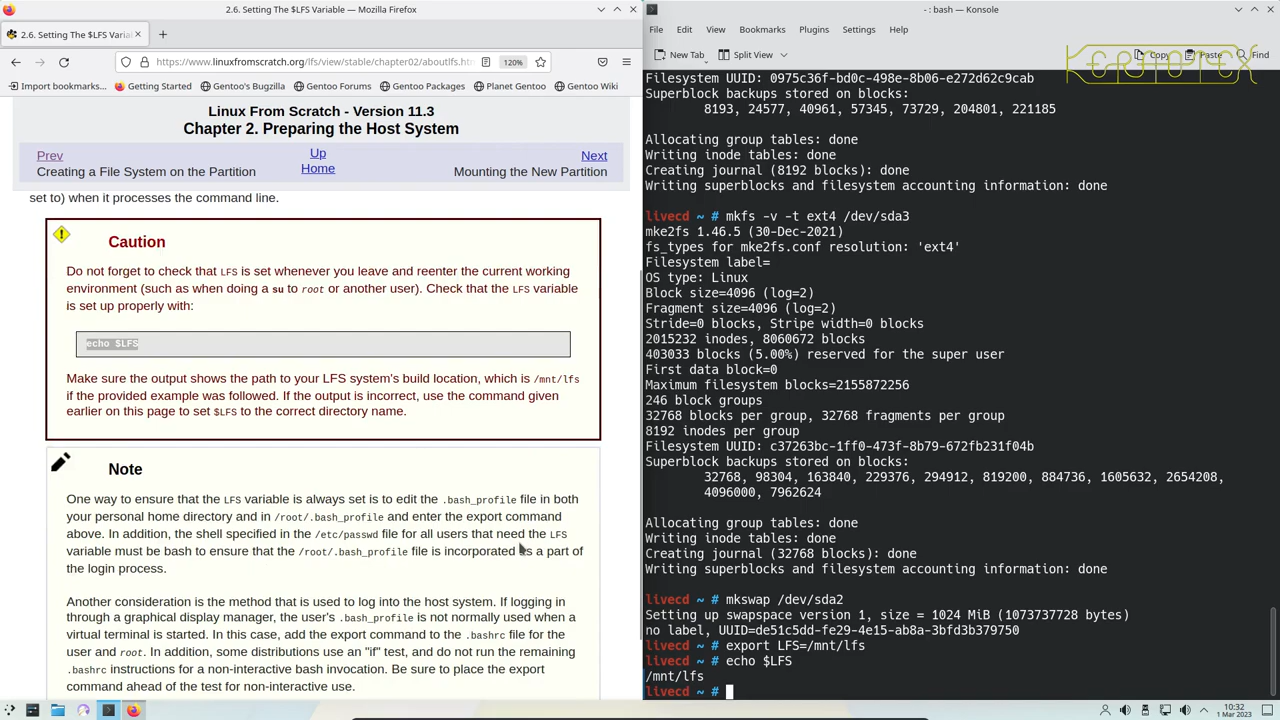 2.6. Setting The $LFS Variable — Mozilla Firefox
2.6. Setting The $LFS Varia
https://www.linuxfromscratch.org/lfs/view/stable/chapter02/aboutlfs.htm
120%
Import bookmarks...
Getting Started
Gentoo's Bugzilla
Gentoo Forums
Gentoo Packages
Planet Gentoo
Gentoo Wiki
Linux From Scratch - Version 11.3
Chapter 2. Preparing the Host System
Prev
Up
Next
Creating a File System on the Partition
Home
Mounting the New Partition
set to) when it processes the command line.
Caution
Do not forget to check that LFS is set whenever you leave and reenter the current working
environment (such as when doing a su to root or another user). Check that the LFS variable
is set up properly with:
echo $LFS
Make sure the output shows the path to your LFS system's build location, which is /mnt/lfs
if the provided example was followed. If the output is incorrect, use the command given
earlier on this page to set $LFS to the correct directory name.
Note
One way to ensure that the LFS variable is always set is to edit the .bash_profile file in both
your personal home directory and in /root/.bash_profile and enter the export command
above. In addition, the shell specified in the /etc/passwd file for all users that need the LFS
variable must be bash to ensure that the /root/.bash_profile file is incorporated as a part of
the login process.
Another consideration is the method that is used to log into the host system. If logging in
through a graphical display manager, the user's .bash_profile is not normally used when a
virtual terminal is started. In this case, add the export command to the .bashrc file for the
user and root. In addition, some distributions use an "if" test, and do not run the remaining
.bashrc instructions for a non-interactive bash invocation. Be sure to place the export
command ahead of the test for non-interactive use.
- : bash — Konsole
File Edit View Bookmarks Plugins Settings Help
New Tab
Split View
Copy
Paste
Find
Filesystem UUID: 0975c36f-bd0c-498e-8b06-e272d62c9cab
Superblock backups stored on blocks:
8193, 24577, 40961, 57345, 73729, 204801, 221185
Allocating group tables: done
Writing inode tables: done
Creating journal (8192 blocks): done
Writing superblocks and filesystem accounting information: done
livecd ~ # mkfs -v -t ext4 /dev/sda3
mke2fs 1.46.5 (30-Dec-2021)
fs_types for mke2fs.conf resolution: 'ext4'
Filesystem label=
OS type: Linux
Block size=4096 (log=2)
Fragment size=4096 (log=2)
Stride=0 blocks, Stripe width=0 blocks
2015232 inodes, 8060672 blocks
403033 blocks (5.00%) reserved for the super user
First data block=0
Maximum filesystem blocks=2155872256
246 block groups
32768 blocks per group, 32768 fragments per group
8192 inodes per group
Filesystem UUID: c37263bc-1ff0-473f-8b79-672fb231f04b
Superblock backups stored on blocks:
32768, 98304, 163840, 229376, 294912, 819200, 884736, 1605632, 2654208,
4096000, 7962624
Allocating group tables: done
Writing inode tables: done
Creating journal (32768 blocks): done
Writing superblocks and filesystem accounting information: done
livecd ~ # mkswap /dev/sda2
Setting up swapspace version 1, size = 1024 MiB (1073737728 bytes)
no label, UUID=de51c5dd-fe29-4e15-ab8a-3bfd3b379750
livecd ~ # export LFS=/mnt/lfs
livecd ~ # echo $LFS
/mnt/lfs
livecd ~ #
10:32
1 Mar 2023